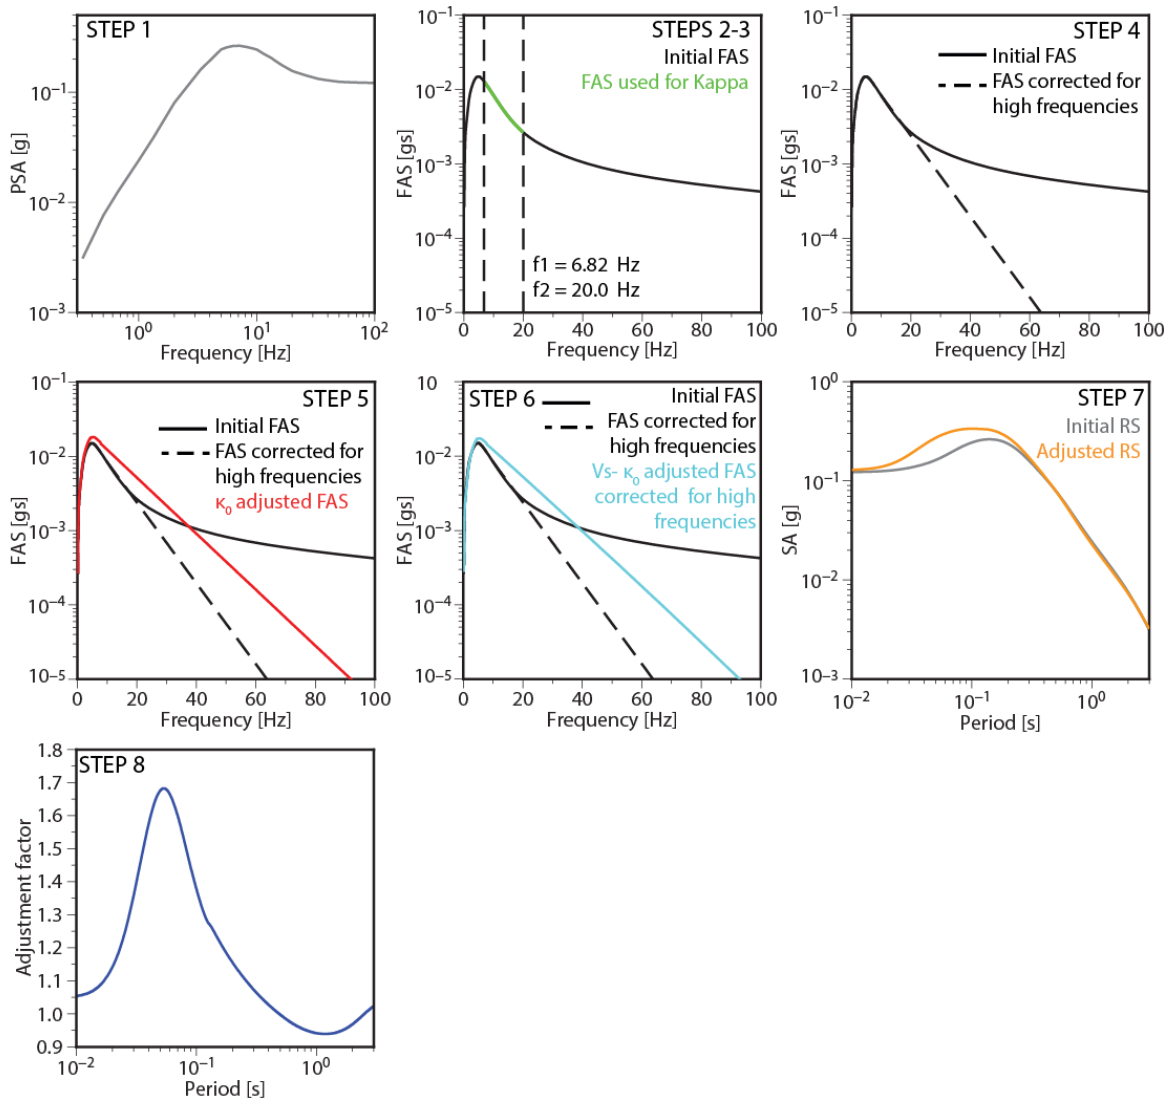 STEP 1
PSA [g]
10⁻¹
10⁻²
10⁻³
10⁰
10¹
10²
Frequency [Hz]
STEPS 2-3
Initial FAS
FAS used for Kappa
FAS [gs]
10⁻¹
10⁻²
10⁻³
10⁻⁴
10⁻⁵
f1 = 6.82 Hz
f2 = 20.0 Hz
0 20 40 60 80 100
Frequency [Hz]
STEP 4
Initial FAS
FAS corrected for
high frequencies
FAS [gs]
10⁻¹
10⁻²
10⁻³
10⁻⁴
10⁻⁵
0 20 40 60 80 100
Frequency [Hz]
STEP 5
Initial FAS
FAS corrected for
high frequencies
κ₀ adjusted FAS
FAS [gs]
10⁻¹
10⁻²
10⁻³
10⁻⁴
10⁻⁵
0 20 40 60 80 100
Frequency [Hz]
STEP 6
Initial FAS
FAS corrected for
high frequencies
Vs- κ₀ adjusted FAS
corrected for high
frequencies
FAS [gs]
10
10⁻²
10⁻³
10⁻⁴
10⁻⁵
0 20 40 60 80 100
Frequency [Hz]
STEP 7
Initial RS
Adjusted RS
SA [g]
10⁰
10⁻¹
10⁻²
10⁻³
10⁻² 10⁻¹ 10⁰
Period [s]
STEP 8
Adjustment factor
1.8
1.7
1.6
1.5
1.4
1.3
1.2
1.1
1.0
0.9
10⁻² 10⁻¹ 10⁰
Period [s]